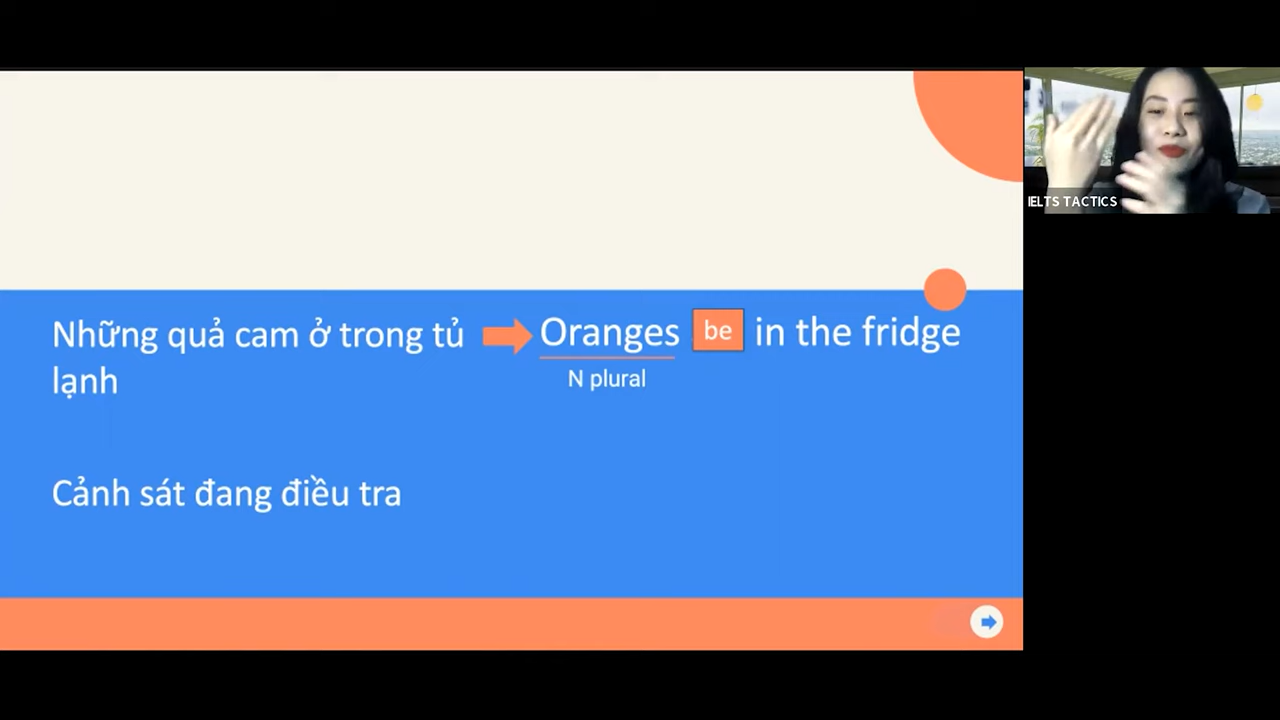 Những quả cam ở trong tủ
lạnh
Oranges be in the fridge
N plural
Cảnh sát đang điều tra
IELTS TACTICS